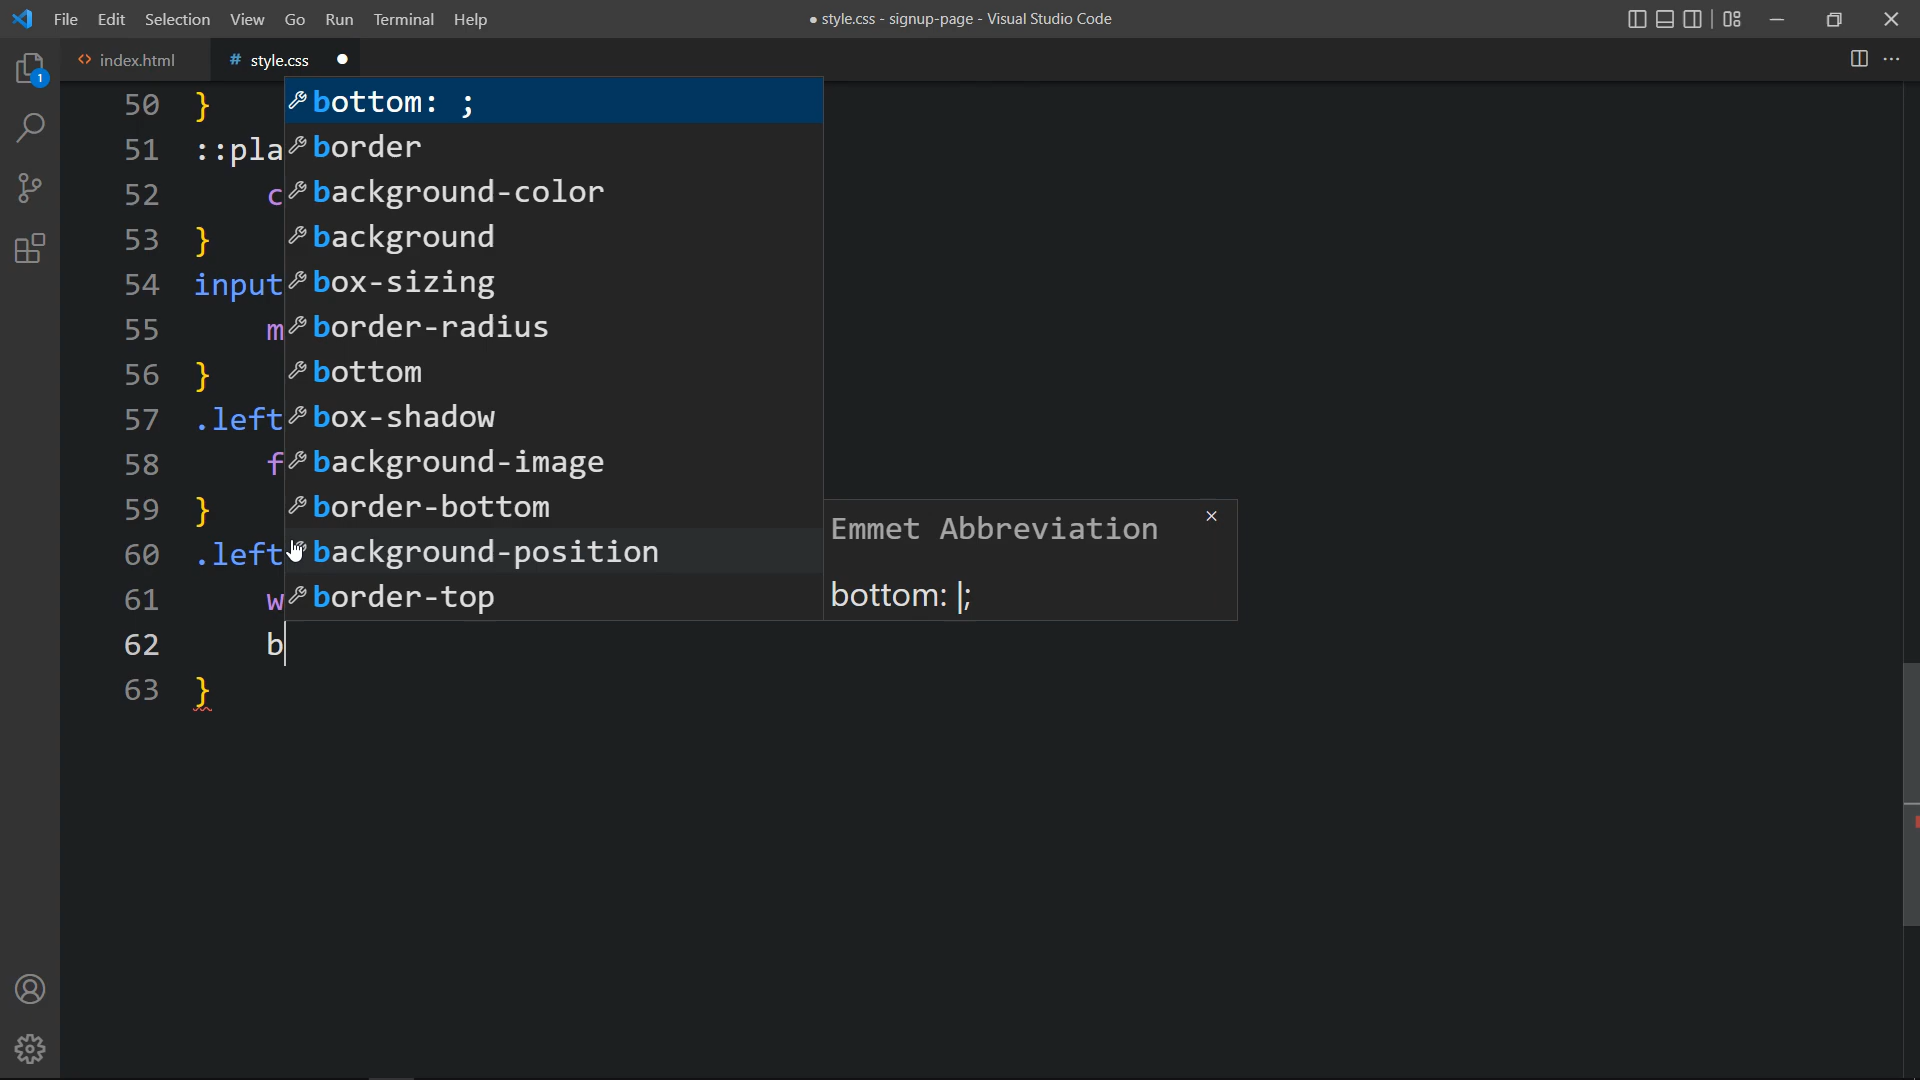 File Edit Selection View Go Run Terminal Help
● style.css - signup-page - Visual Studio Code
1
<> index.html
# style.css ●
50 }
51 ::pla
52 c
53 }
54 input
55 m
56 }
57 .left
58 f
59 }
60 .left
61 w
62 b
63 }
bottom: ;
border
background-color
background
box-sizing
border-radius
bottom
box-shadow
background-image
border-bottom
background-position
border-top
Emmet Abbreviation
bottom: |;